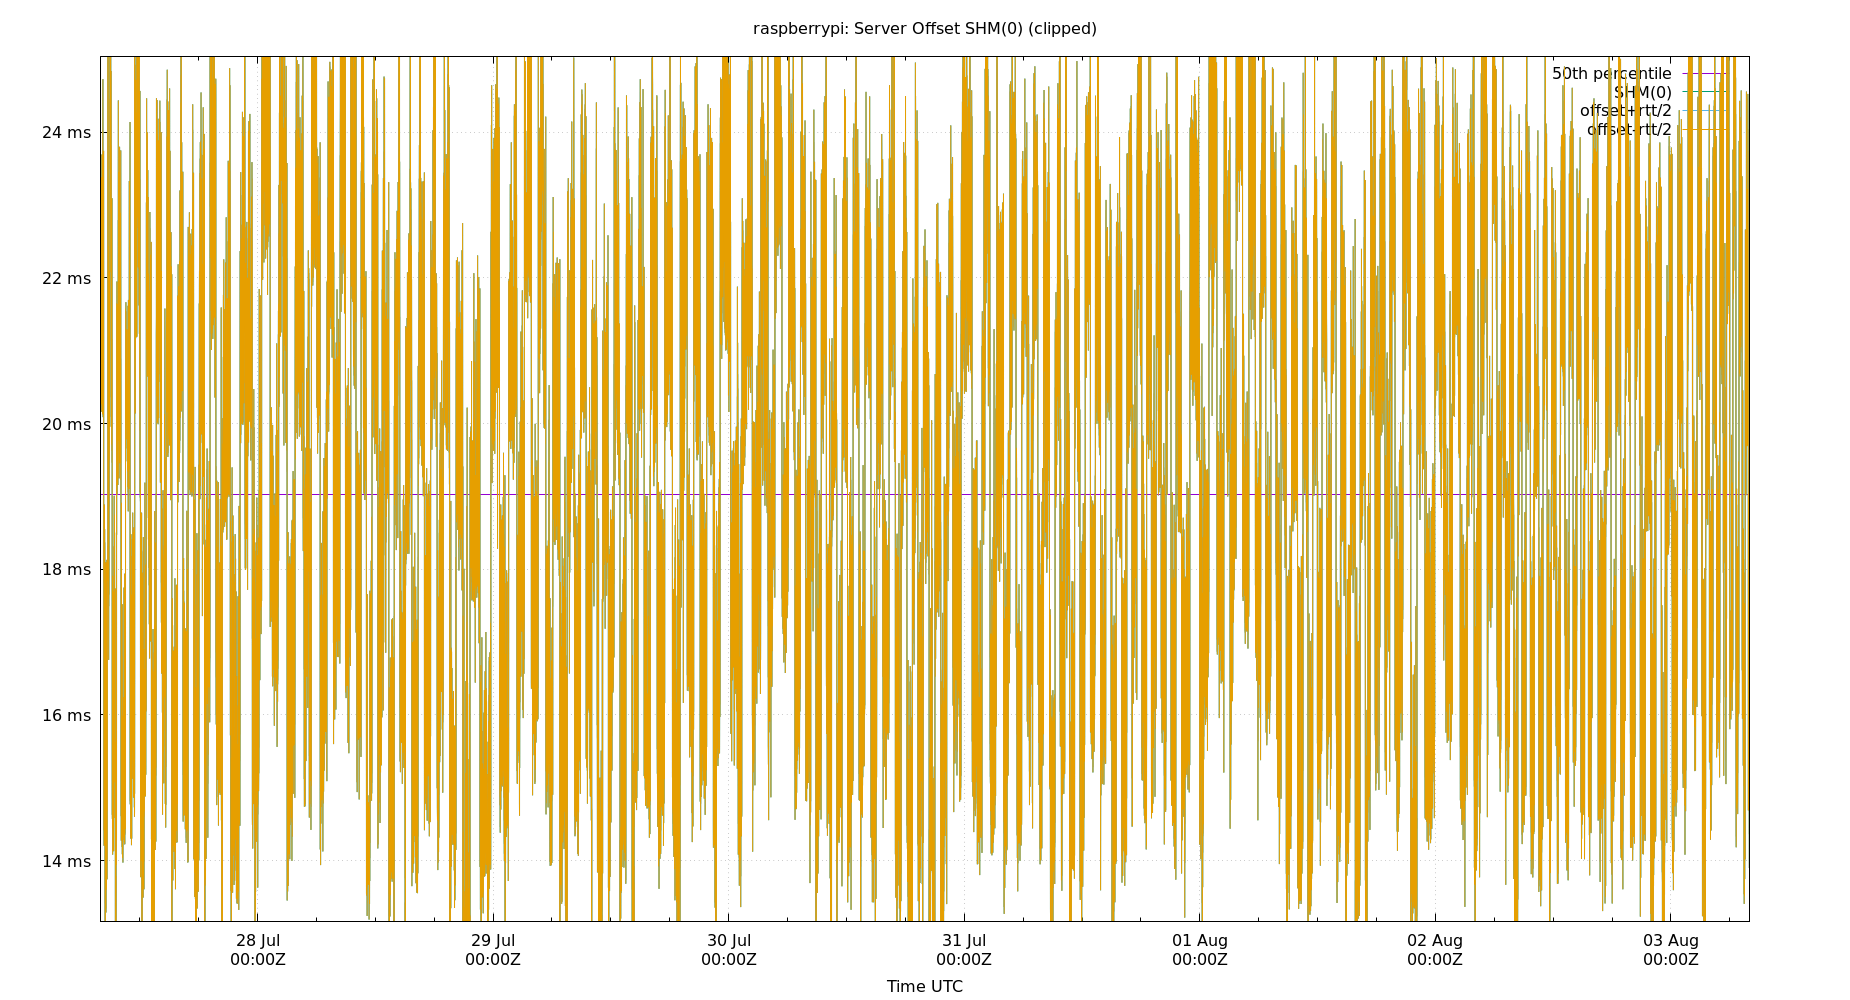 raspberrypi: Server Offset SHM(0) (clipped)
50th percentile
SHM(0)
offset+rtt/2
offset-rtt/2
24 ms
22 ms
20 ms
18 ms
16 ms
14 ms
28 Jul
00:00Z
29 Jul
00:00Z
30 Jul
00:00Z
31 Jul
00:00Z
01 Aug
00:00Z
02 Aug
00:00Z
03 Aug
00:00Z
Time UTC